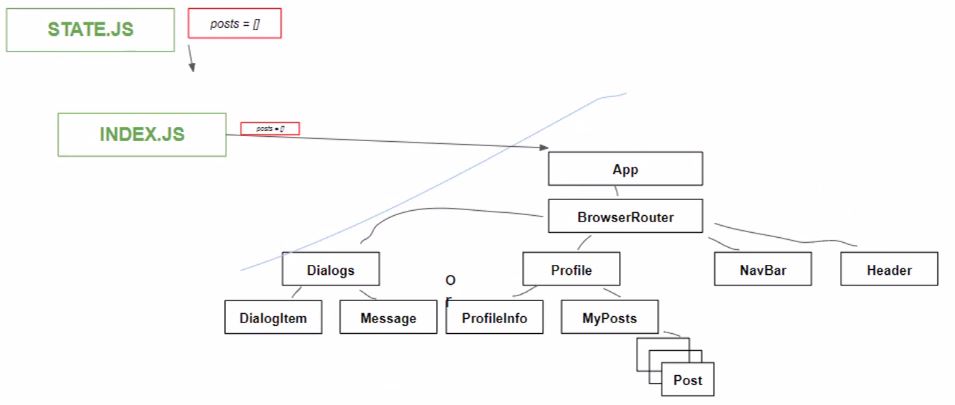 STATE.JS
posts = []
INDEX.JS
posts = []
App
BrowserRouter
Dialogs
o
r
Profile
NavBar
Header
DialogItem
Message
ProfileInfo
MyPosts
Post